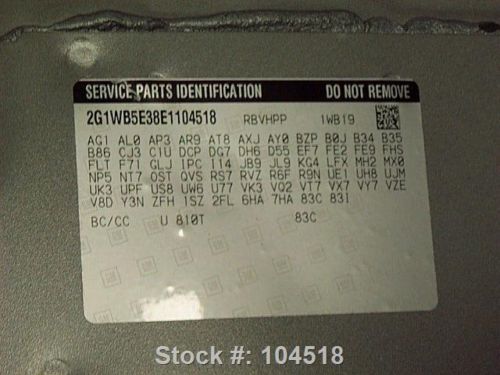 SERVICE PARTS IDENTIFICATION DO NOT REMOVE
2G1WB5E38E1104518 RBVHPP 1WB19
AG1 AL0 AP3 AR9 AT8 AXJ AY0 BZP B0J B34 B35
B86 CJ3 C1U DCP DG7 DH6 D55 EF7 FE2 FE9 FHS
FLT F71 GLJ IPC I14 JB9 JL9 KG4 LFX MH2 MX0
NP5 NT7 OST QVS RS7 RVZ R6F R9N UE1 UH8 UJM
UK3 UPF US8 UW6 U77 VK3 VQ2 VT7 VX7 VY7 VZE
V8D Y3N ZFH 1SZ 2FL 6HA 7HA 83C 83I
BC/CC U 810T 83C
Stock #: 104518